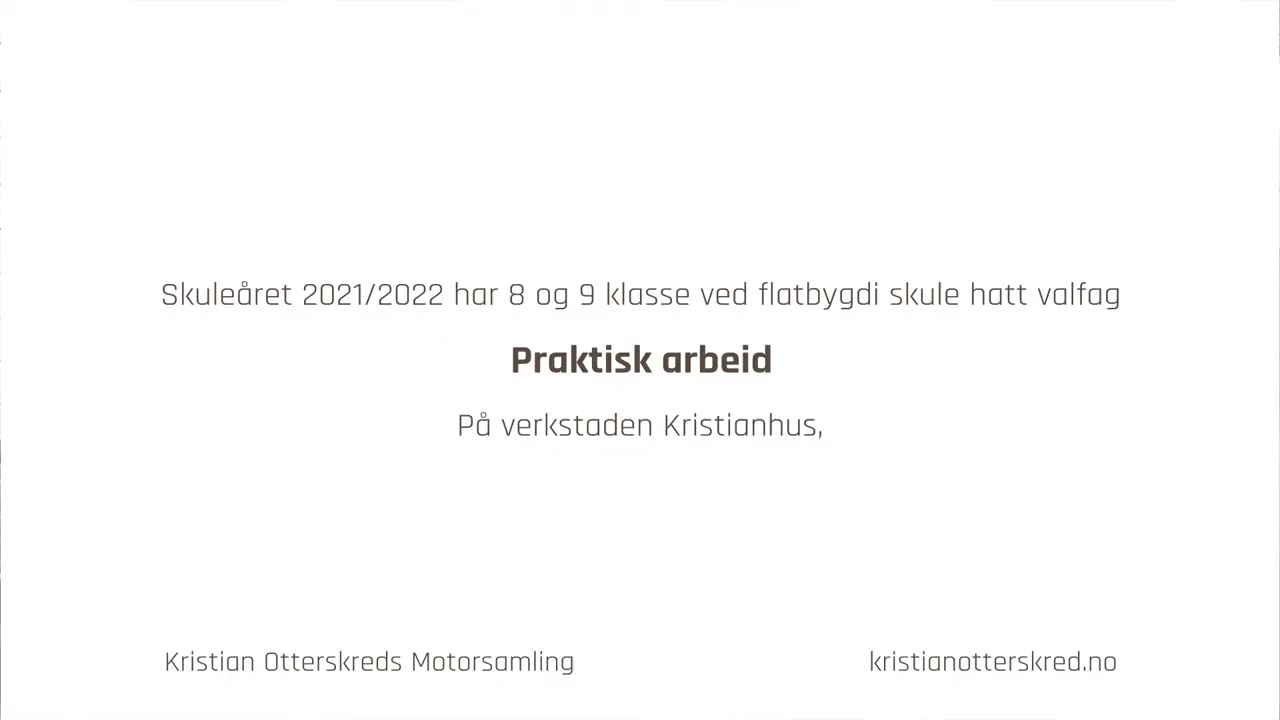 Skuleåret 2021/2022 har 8 og 9 klasse ved flatbygdi skule hatt valfag
Praktisk arbeid
På verkstaden Kristianhus,
Kristian Otterskreds Motorsamling
kristianotterskred.no